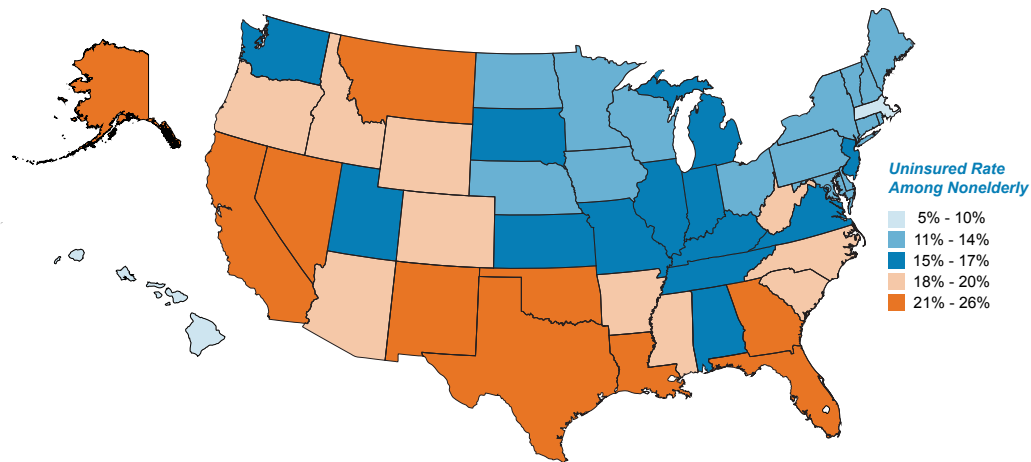 Uninsured Rate
Among Nonelderly
5% - 10%
11% - 14%
15% - 17%
18% - 20%
21% - 26%